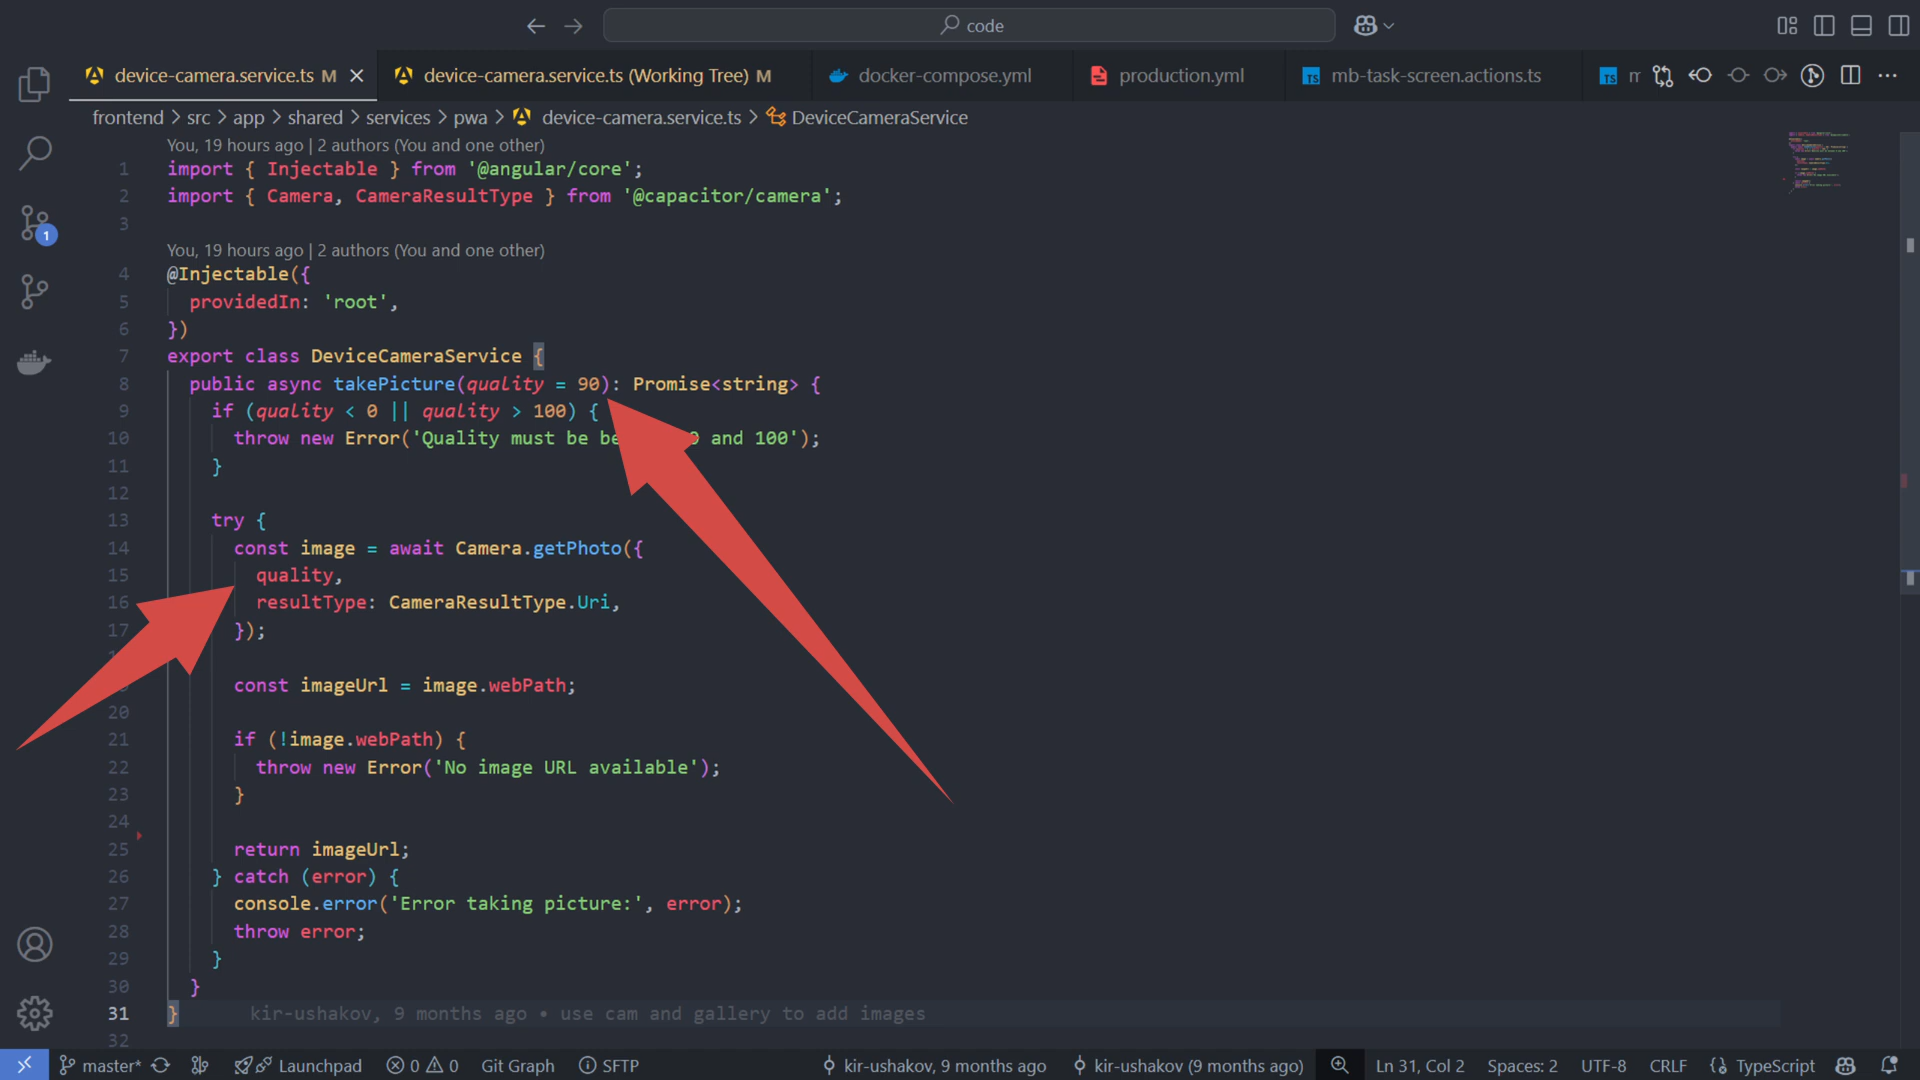 code
device-camera.service.ts M
device-camera.service.ts (Working Tree) M
docker-compose.yml
production.yml
TS mb-task-screen.actions.ts
TS
frontend > src > app > shared > services > pwa > device-camera.service.ts > DeviceCameraService
You, 19 hours ago | 2 authors (You and one other)
1 import { Injectable } from '@angular/core';
2 import { Camera, CameraResultType } from '@capacitor/camera';
3
You, 19 hours ago | 2 authors (You and one other)
4 @Injectable({
5 providedIn: 'root',
6 })
7 export class DeviceCameraService {
8 public async takePicture(quality = 90): Promise<string> {
9 if (quality < 0 || quality > 100) {
10 throw new Error('Quality must be and 100');
11 }
12
13 try {
14 const image = await Camera.getPhoto({
15 quality,
16 resultType: CameraResultType.Uri,
17 });
const imageUrl = image.webPath;
20
21 if (!image.webPath) {
22 throw new Error('No image URL available');
23 }
24
25 return imageUrl;
26 } catch (error) {
27 console.error('Error taking picture:', error);
28 throw error;
29 }
30 }
31 } kir-ushakov, 9 months ago • use cam and gallery to add images
32
1
master* Launchpad 0 0 Git Graph SFTP kir-ushakov, 9 months ago kir-ushakov (9 months ago) Ln 31, Col 2 Spaces: 2 UTF-8 CRLF {} TypeScript